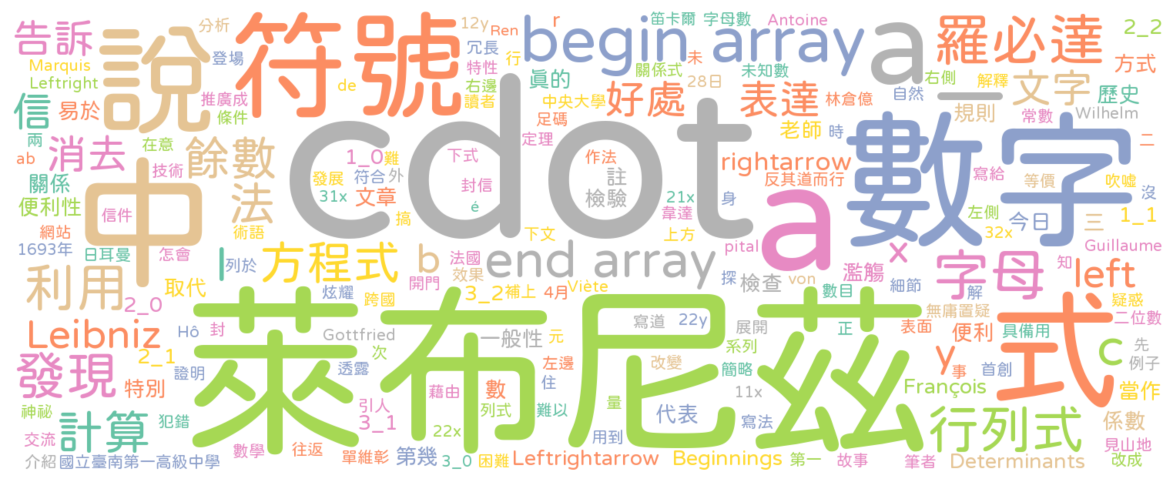 告訴 說 符號 分析 12y Ren r 笛卡爾 字母數 Antoine 羅必達 2_2
Marquis 登場 冗長 begin array a 未 右側 解釋 方式
Leftright 推廣成 de 特性 行 關係式 未知數 文字
信 易於 條件 右邊 讀者 中央大學 好處 28日 表達 林倉億 自然 _ 規則 歷史
兩 在意 眞的 足碼 定理 老師 時 常數 Wilhelm
ab 消去 技術 餘數 1_0 難 下式 作法 cdot rightarrow 數字 二
關係 中 發展 符合 外 註 檢驗 反其道而行 寫給 等價 吹噓
便利性 信件 法 31x 文章 封信 é 21x 韋達 身 a 左側 今日 三 1_1
網站 術語 搞 下文 上方 沒 32x
1693年 日耳曼 怎會 l 列於 方程式 b 法國 end array pital 探 x 字母 知 Guillaume
利用 炫耀 開門 效果 Viète 檢查 von 濫觴 細節 left 疑惑
2_0 取代 跨國 3_2 補上 4月 數目 解 無庸置疑 二位數
Leibniz Hô 封 Gottfried 一般性 元 寫道 22y 展開 正 表面 便利 具備用 先
發現 2_1 次 萊布尼茲 系列 y 事 首創 c 式 例子
特別 證明 透露 左邊 改變 簡略 François 當作
神祕 計算 犯錯 引人 藉由 數 住 量 代表 11x 行列式 係數
交流 3_1 22x 列式 難以 寫法 見山地
介紹 國立臺南第一高級中學 數學 往返 單維彰 第幾 3_0 困難 Leftrightarrow 用到 Beginnings 第一 故事 筆者 Determinants 改成